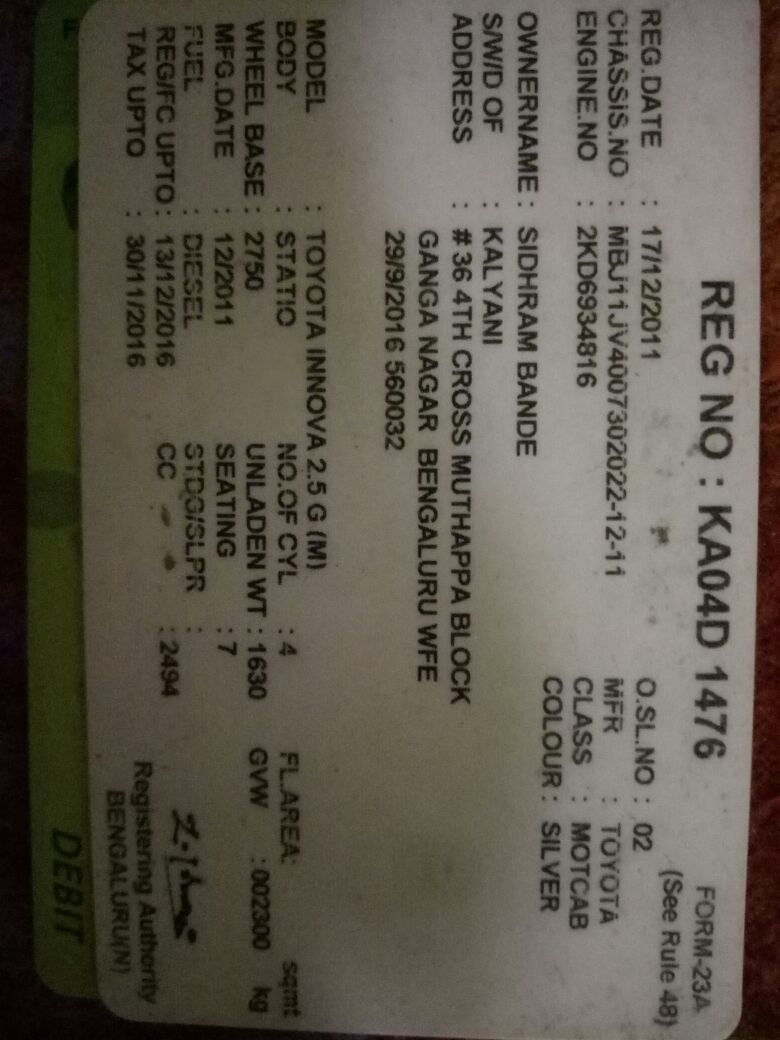 REG NO : KA04D 1476
FORM-23A
(See Rule 48)
REG.DATE : 17/12/2011 O.SL.NO : 02
CHASSIS.NO : MBJ11JV4007302022-12-11 MFR : TOYOTA
ENGINE.NO : 2KD6934816 CLASS : MOTCAB
COLOUR : SILVER
OWNERNAME : SIDHRAM BANDE
S/W/D OF : KALYANI
ADDRESS : # 36 4TH CROSS MUTHAPPA BLOCK
GANGA NAGAR BENGALURU WFE
29/9/2016 560032
MODEL : TOYOTA INNOVA 2.5 G (M)
BODY : STATIO NO.OF CYL : 4 FL.AREA: sqmt
WHEEL BASE : 2750 UNLADEN WT : 1630 GVW : 002300 kg
MFG.DATE : 12/2011 SEATING : 7
FUEL : DIESEL STDG/SLPR :
REG/FC UPTO : 13/12/2016 CC : 2494
TAX UPTO : 30/11/2016
Registering Authority
BENGALURU(N)
DEBIT